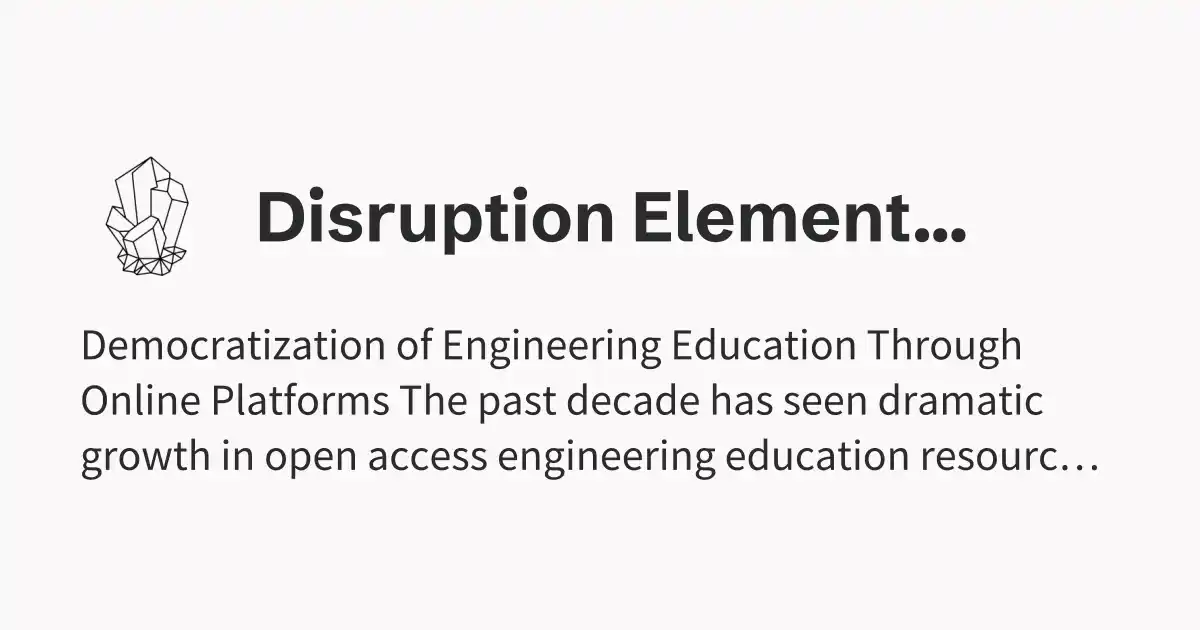 Disruption Element...
Democratization of Engineering Education Through
Online Platforms The past decade has seen dramatic
growth in open access engineering education resourc...